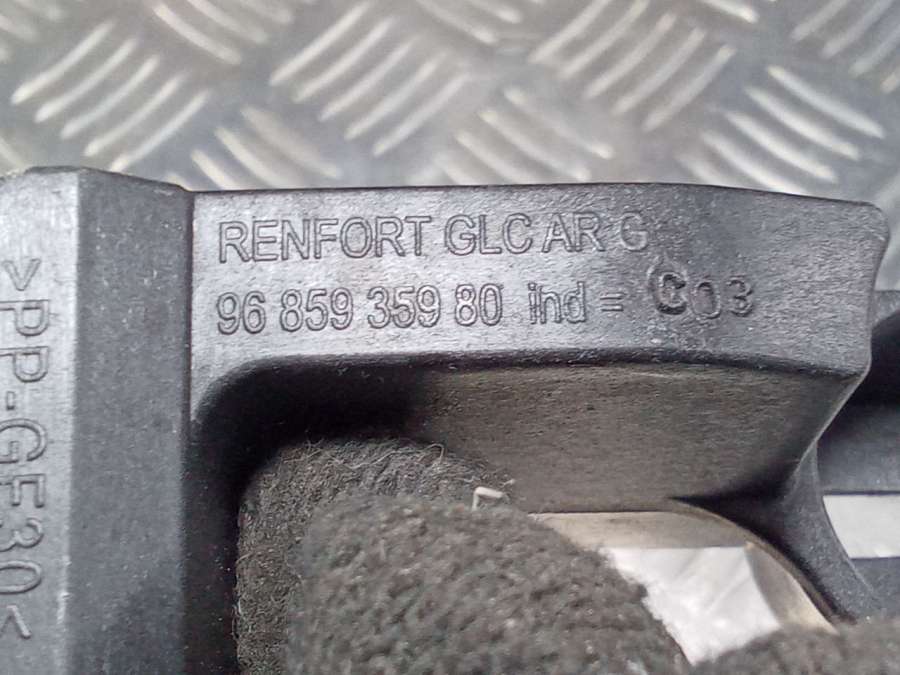 RENFORT GLC AR G
96 859 359 80 ind = C03
>PP-GF30<